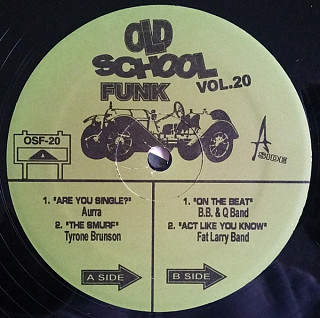 OLD
SCHOOL
FUNK
VOL.20
OSF-20
A
SIDE
1. "ARE YOU SINGLE?"
Aurra
2. "THE SMURF"
Tyrone Brunson
1. "ON THE BEAT"
B.B. & Q Band
2. "ACT LIKE YOU KNOW"
Fat Larry Band
A SIDE
B SIDE